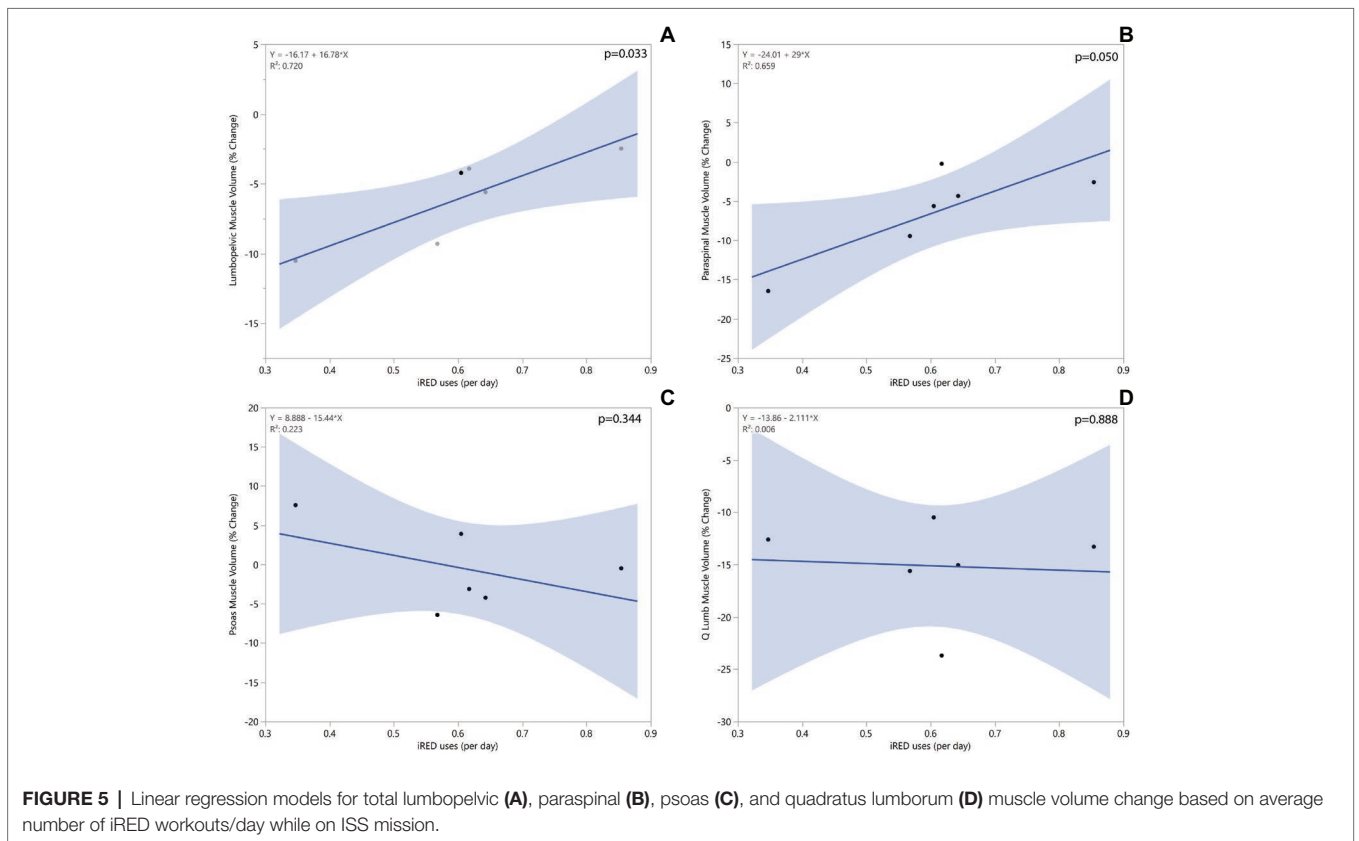 A
Y = -16.17 + 16.78*X
R²: 0.720
p=0.033
5
0
-5
-10
-15
Lumbopelvic Muscle Volume (% Change)
0.3 0.4 0.5 0.6 0.7 0.8 0.9
iRED uses (per day)
B
Y = -24.01 + 29*X
R²: 0.659
p=0.050
15
10
5
0
-5
-10
-15
-20
-25
Paraspinal Muscle Volume (% Change)
0.3 0.4 0.5 0.6 0.7 0.8 0.9
iRED uses (per day)
C
Y = 8.888 - 15.44*X
R²: 0.223
p=0.344
20
15
10
5
0
-5
-10
-15
-20
Psoas Muscle Volume (% Change)
0.3 0.4 0.5 0.6 0.7 0.8 0.9
iRED uses (per day)
D
Y = -13.86 - 2.111*X
R²: 0.006
p=0.888
0
-5
-10
-15
-20
-25
-30
Q Lumb Muscle Volume (% Change)
0.3 0.4 0.5 0.6 0.7 0.8 0.9
iRED uses (per day)
FIGURE 5 | Linear regression models for total lumbopelvic (A), paraspinal (B), psoas (C), and quadratus lumborum (D) muscle volume change based on average
number of iRED workouts/day while on ISS mission.